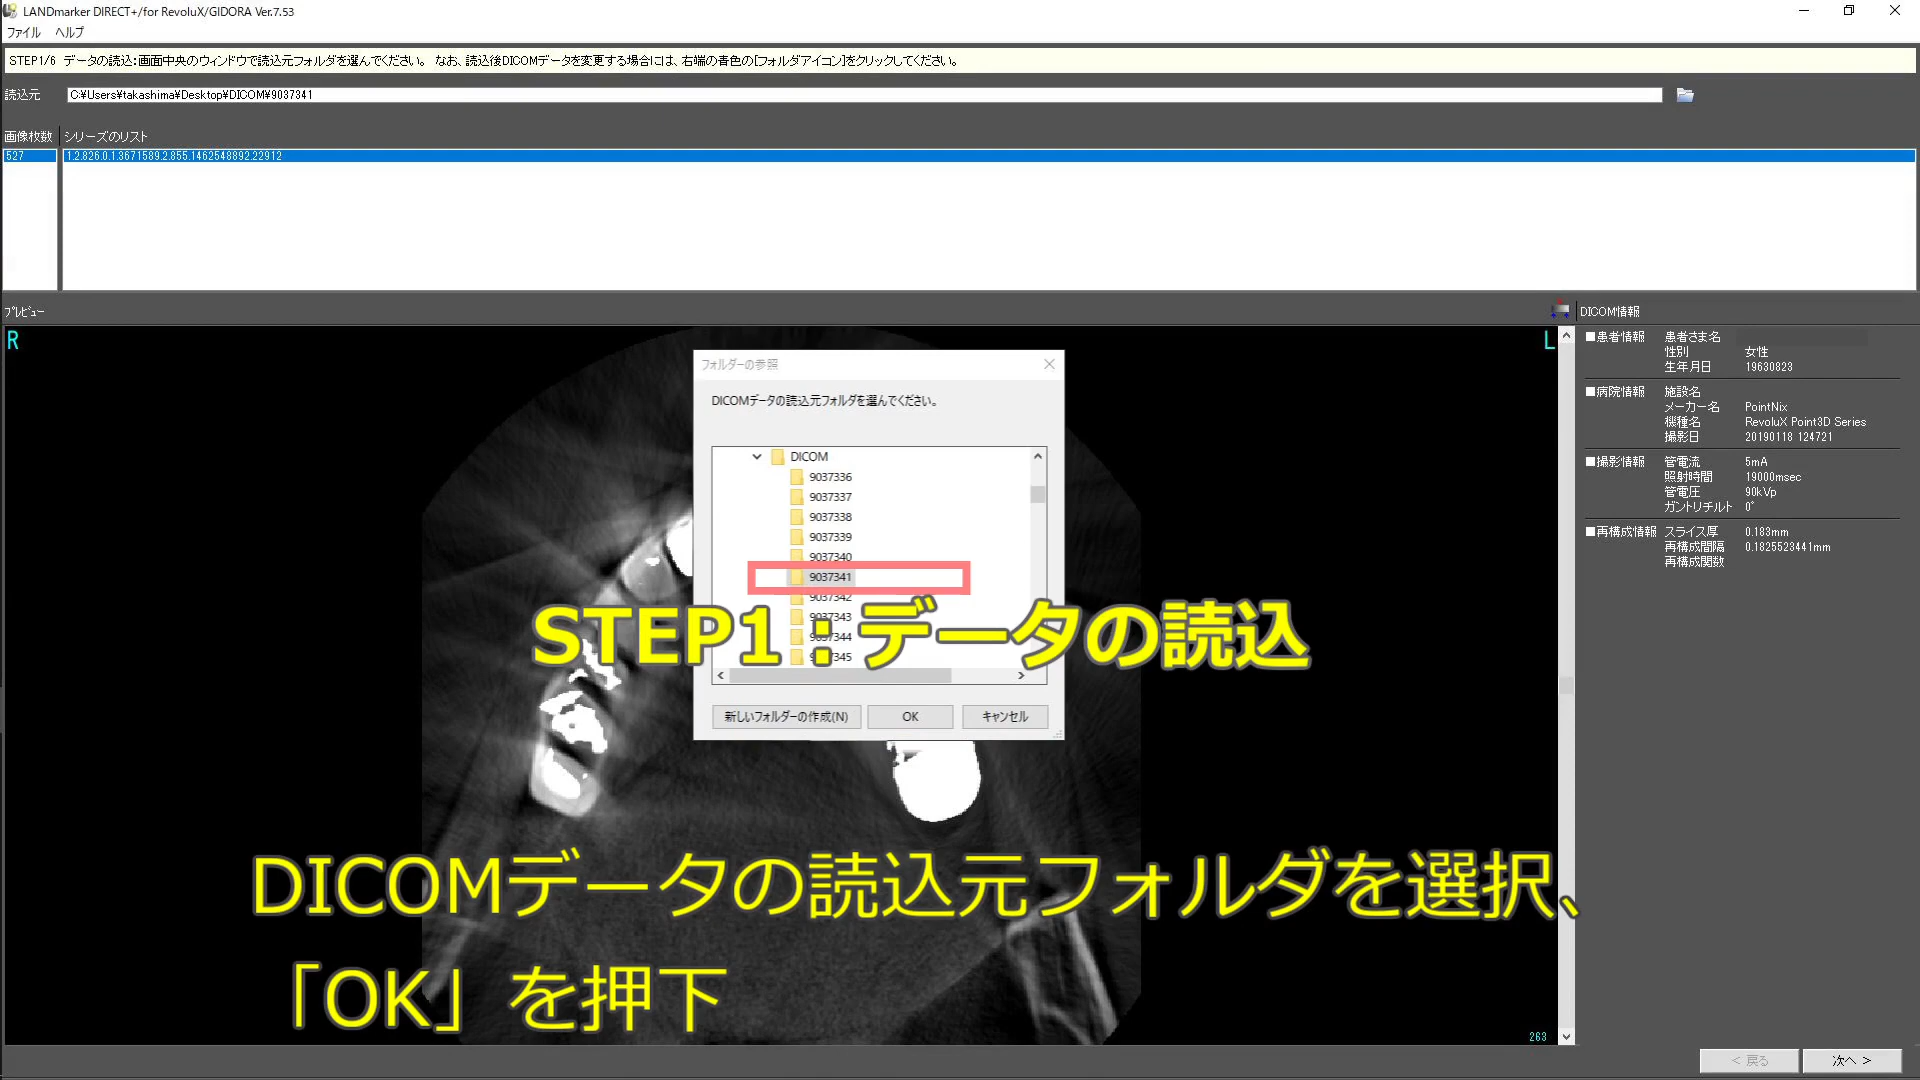 LANDmarker DIRECT+/for RevoluX/GIDORA Ver.7.53
ファイル ヘルプ
STEP1/6 データの読込:画面中央のウィンドウで読込元フォルダを選んでください。 なお、読込後DICOMデータを変更する場合には、右端の青色の[フォルダアイコン]をクリックしてください。
読込元 C:¥Users¥takashima¥Desktop¥DICOM¥9037341
画像枚数 シリーズのリスト
527 1.2.826.0.1.3671589.2.855.1462548892.22912
プレビュー
R
L
フォルダーの参照
DICOMデータの読込元フォルダを選んでください。
DICOM
9037336
9037337
9037338
9037339
9037340
9037341
9037342
9037343
9037344
9037345
新しいフォルダーの作成(N) OK キャンセル
STEP1：データの読込
DICOMデータの読込元フォルダを選択、
「OK」を押下
263
DICOM情報
■患者情報 患者さま名
性別 女性
生年月日 19630823
■病院情報 施設名
メーカー名 PointNix
機種名 RevoluX Point3D Series
撮影日 20190118 124721
■撮影情報 管電流 5mA
照射時間 19000msec
管電圧 90kVp
ガントリチルト 0°
■再構成情報 スライス厚 0.183mm
再構成間隔 0.1825523441mm
再構成関数
< 戻る 次へ >